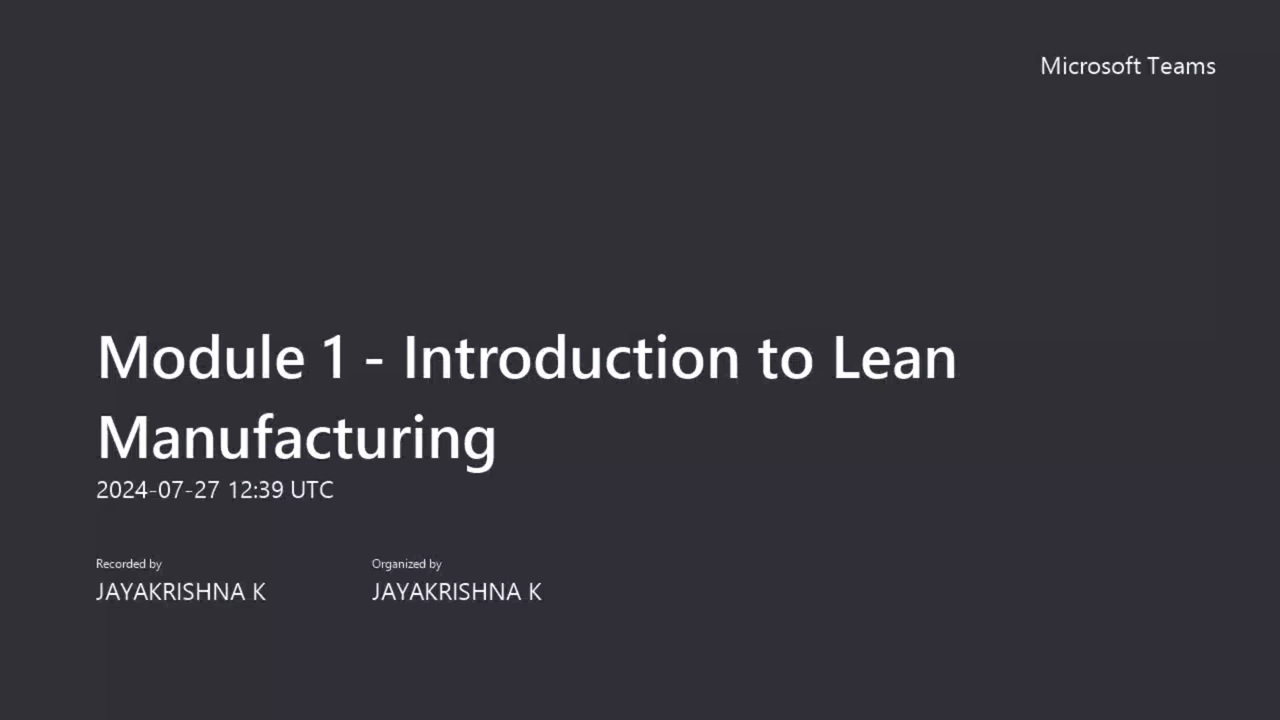 Microsoft Teams
Module 1 - Introduction to Lean
Manufacturing
2024-07-27 12:39 UTC
Recorded by
JAYAKRISHNA K
Organized by
JAYAKRISHNA K